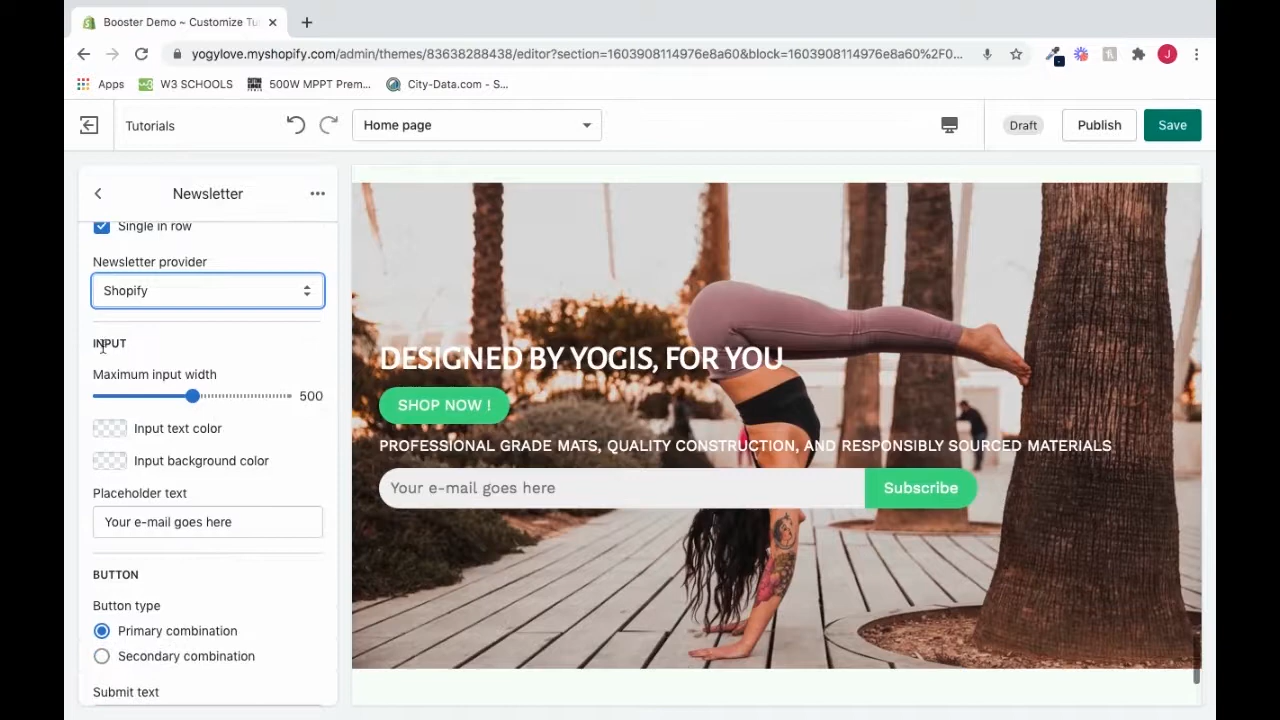 Booster Demo ~ Customize Tu
yogylove.myshopify.com/admin/themes/83638288438/editor?section=1603908114976e8a60&block=1603908114976e8a60%2F0...
J
Apps
W3 SCHOOLS
500W MPPT Prem...
City-Data.com - S...
Tutorials
Home page
Draft
Publish
Save
Newsletter
Single in row
Newsletter provider
Shopify
INPUT
Maximum input width
500
Input text color
Input background color
Placeholder text
Your e-mail goes here
BUTTON
Button type
Primary combination
Secondary combination
Submit text
DESIGNED BY YOGIS, FOR YOU
SHOP NOW !
PROFESSIONAL GRADE MATS, QUALITY CONSTRUCTION, AND RESPONSIBLY SOURCED MATERIALS
Your e-mail goes here
Subscribe